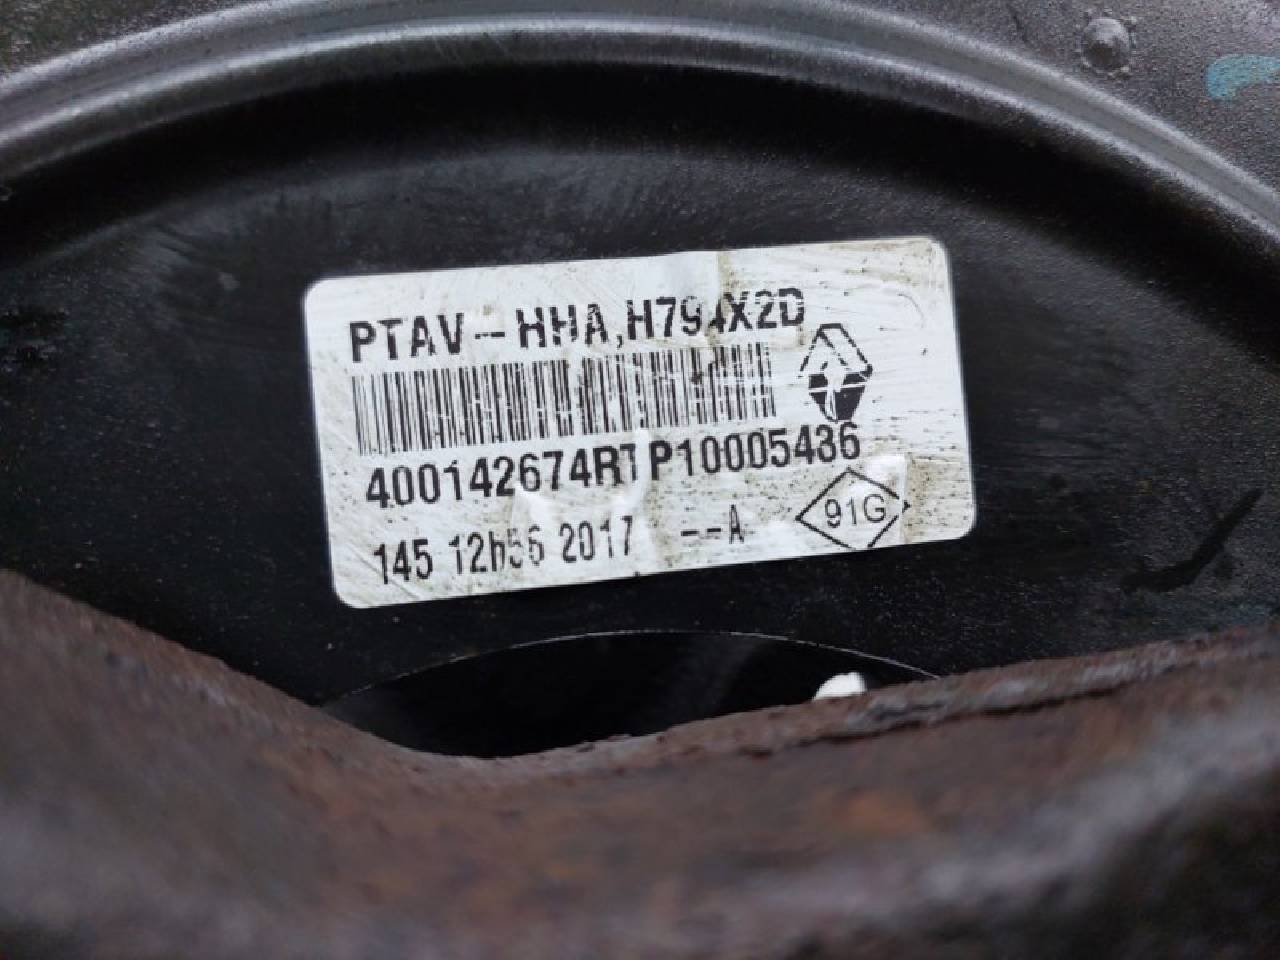 PTAV--HHA,H794X2D
400142674RT P10005436
145 12h56 2017 --A
91G